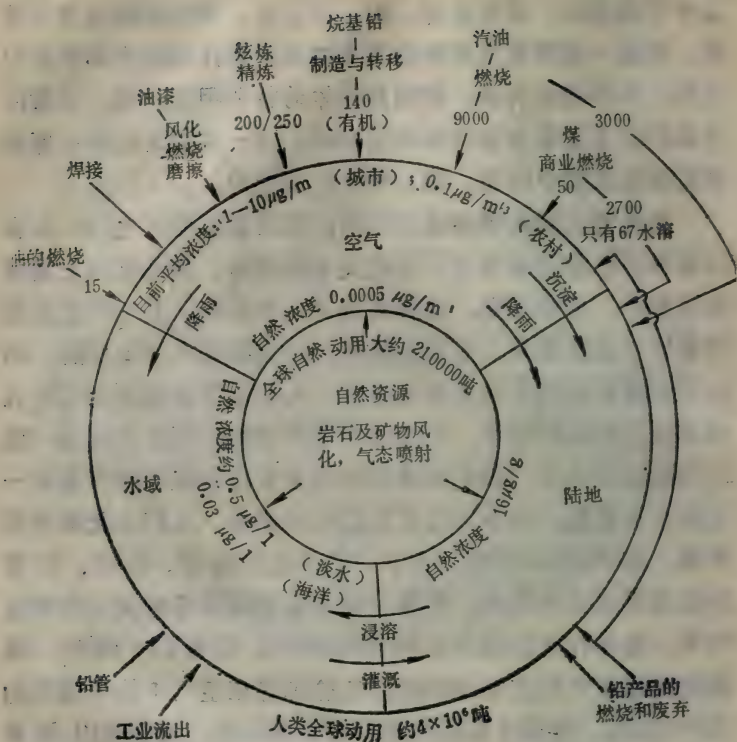 烷基铅
制造与转移
140
(有机)
汽油
燃烧
9000
炫炼
精炼
200/250
油漆
风化
燃烧
磨擦
焊接
油的燃烧
15
3000
煤
商业燃烧
50
2700
只有67水溶
目前平均浓度:1—10μg/m (城市);0.1μg/m³ (农村)
空气
降雨
降雨
沉淀
自然浓度 0.0005 μg/m³
全球自然动用大约 210000吨
自然资源
岩石及矿物风
化,气态喷射
水域
自然浓度约0.5 μg/l
0.03 μg/l
(淡水)
(海洋)
陆地
自然浓度 16μg/g
浸溶
灌溉
铅管
工业流出
人类全球动用 约4×10⁶吨
铅产品的
燃烧和废弃